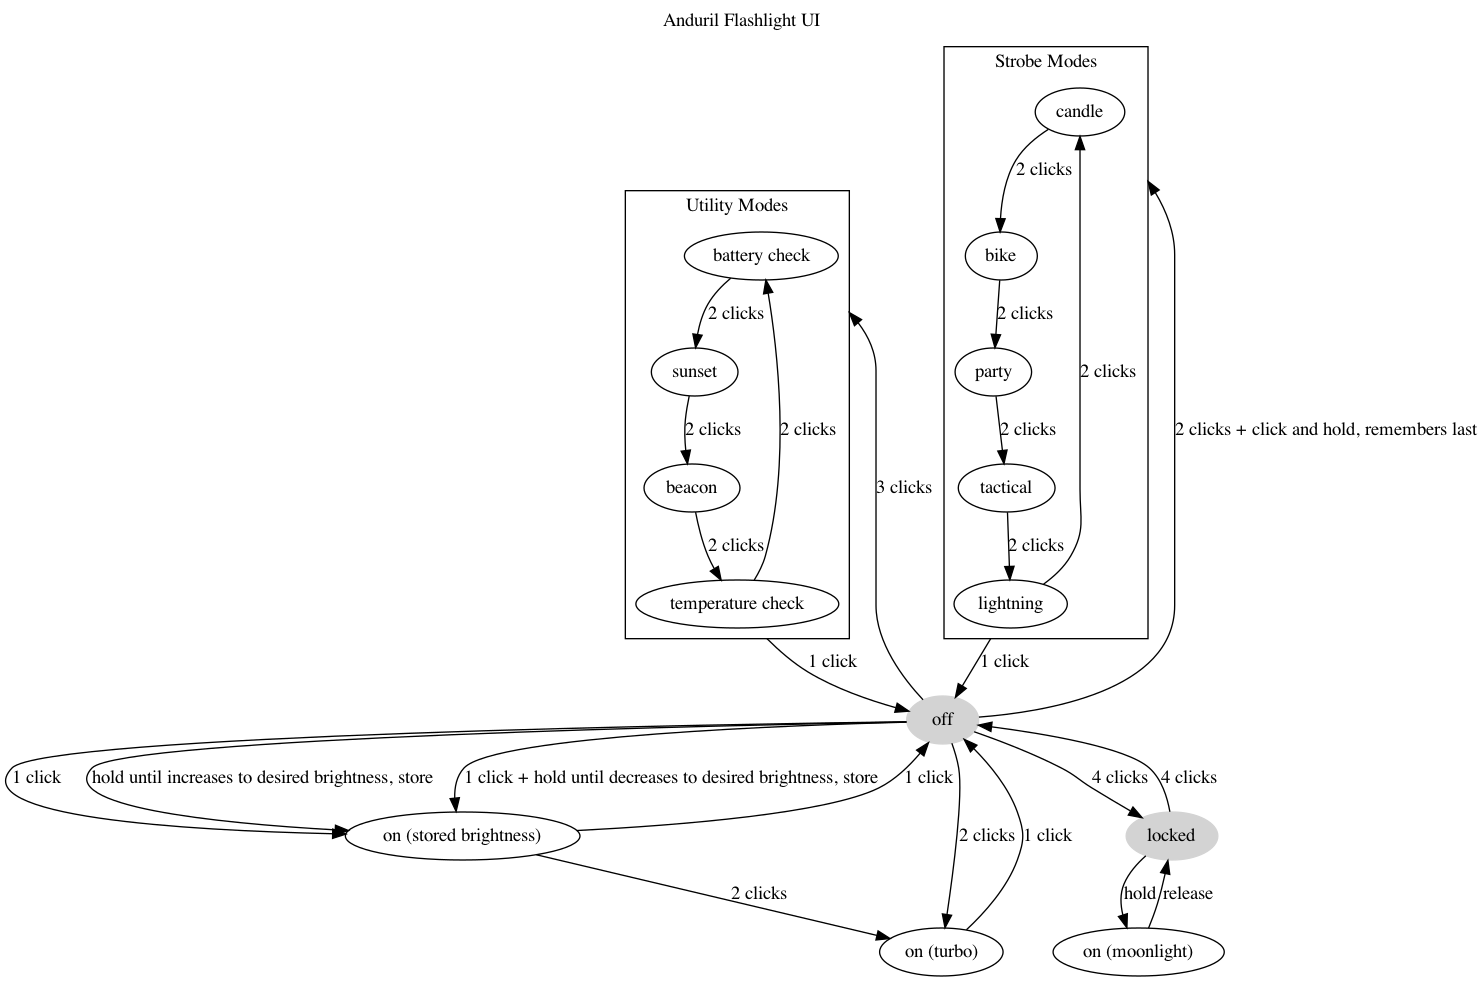 Anduril Flashlight UI
Strobe Modes
candle
2 clicks
Utility Modes
battery check
bike
2 clicks
2 clicks
sunset
party
2 clicks
2 clicks
2 clicks
2 clicks
2 clicks + click and hold, remembers last
beacon
3 clicks
tactical
2 clicks
2 clicks
temperature check
lightning
1 click
1 click
off
1 click
hold until increases to desired brightness, store
1 click + hold until decreases to desired brightness, store
1 click
4 clicks
4 clicks
on (stored brightness)
2 clicks
1 click
locked
2 clicks
hold
release
on (turbo)
on (moonlight)